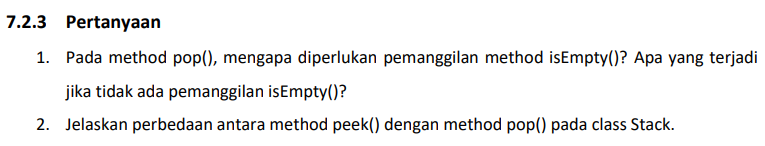 7.2.3 Pertanyaan
1. Pada method pop(), mengapa diperlukan pemanggilan method isEmpty()? Apa yang terjadi
jika tidak ada pemanggilan isEmpty()?
2. Jelaskan perbedaan antara method peek() dengan method pop() pada class Stack.